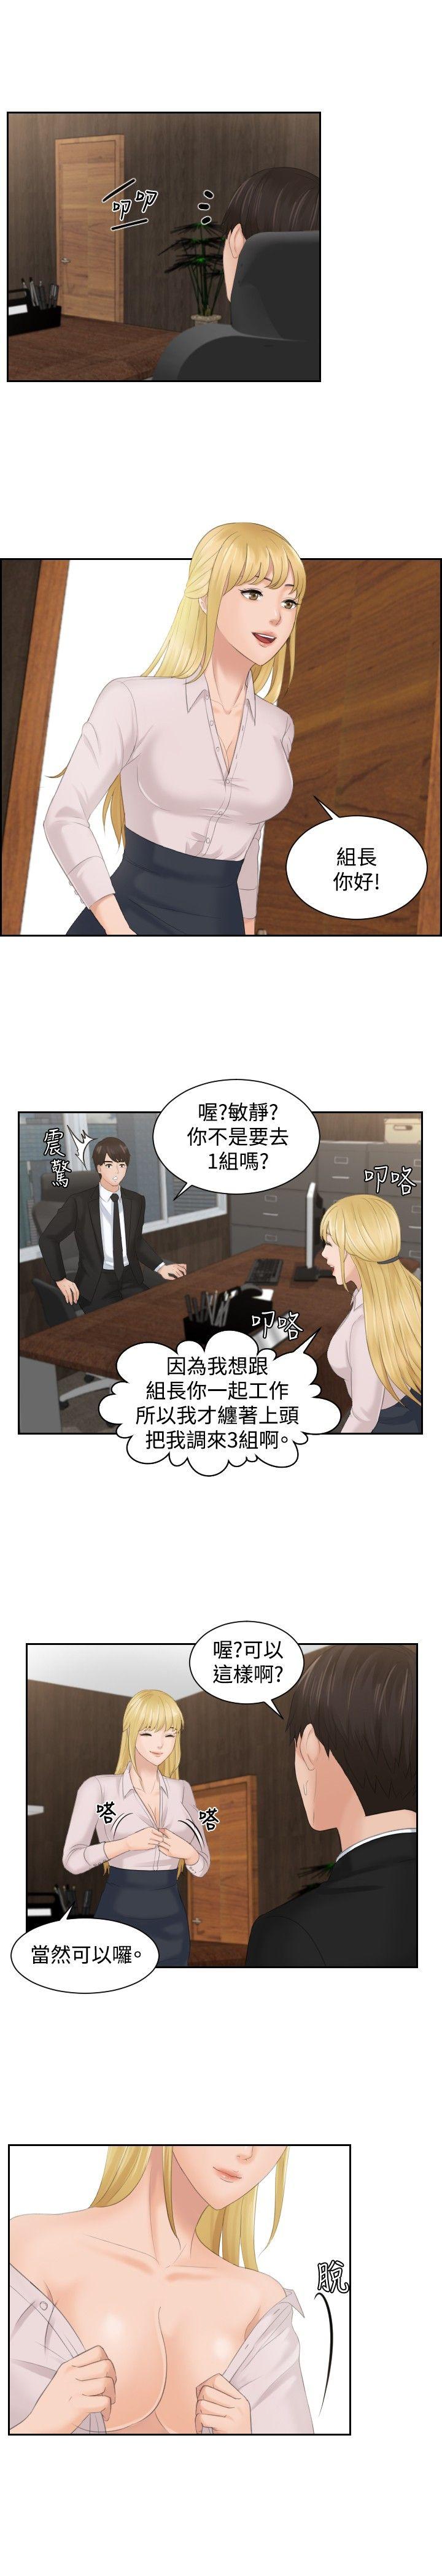 叩叩
組長
你好!
喔?敏靜?
你不是要去
1組嗎?
震驚
叩咯
叩咯
因為我想跟
組長你一起工作
所以我才纏著上頭
把我調來3組啊。
喔?可以
這樣啊?
嗒
嗒
當然可以囉。
脫